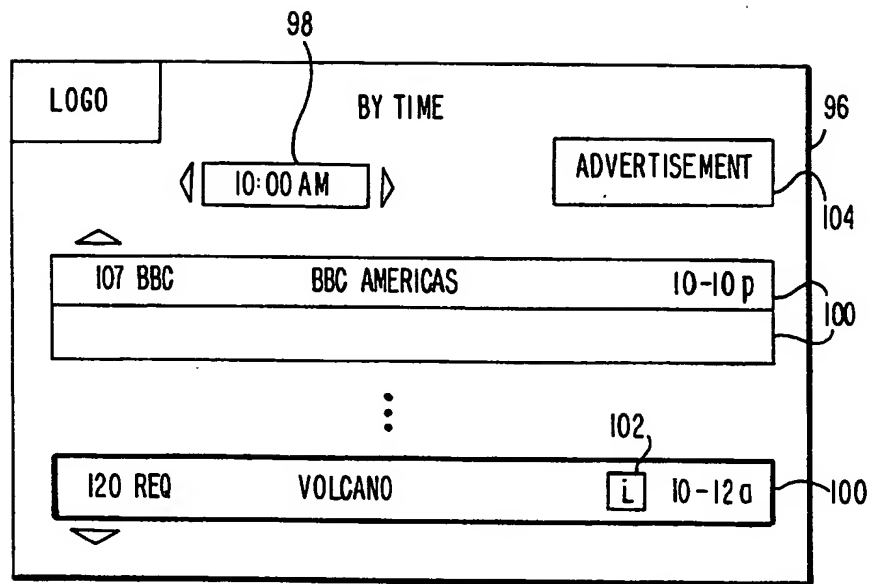 98
LOGO
BY TIME
96
10:00 AM
ADVERTISEMENT
104
107 BBC BBC AMERICAS 10-10 p
100
102
120 REQ VOLCANO i 10-12 a
100